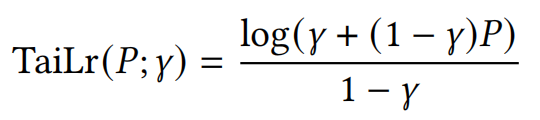 TaiLr(P; γ) = log(γ + (1 − γ)P) / 1 − γ